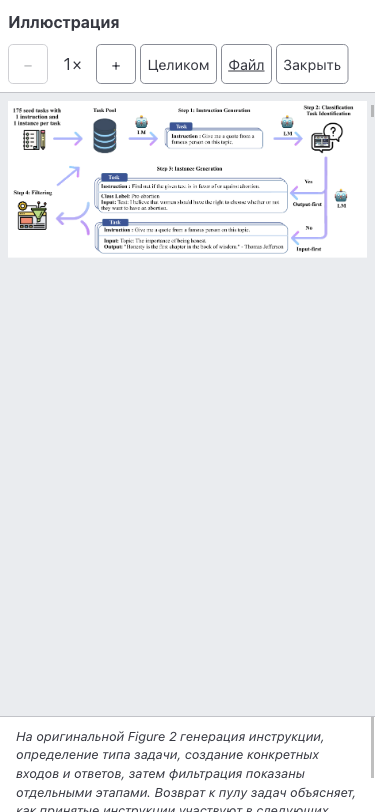 Иллюстрация
− 1× + Целиком Файл Закрыть
175 seed tasks with
1 instruction and
1 instance per task
Task Pool
Step 1: Instruction Generation
Step 2: Classification
Task Identification
LM
Task
Instruction : Give me a quote from a
famous person on this topic.
LM
Step 3: Instance Generation
Task
Instruction : Find out if the given text is in favor of or against abortion.
Class Label: Pro-abortion
Input: Text: I believe that women should have the right to choose whether or not
they want to have an abortion.
Yes
Output-first
LM
Step 4: Filtering
Task
Instruction : Give me a quote from a famous person on this topic.
Input: Topic: The importance of being honest.
Output: "Honesty is the first chapter in the book of wisdom." - Thomas Jefferson
No
Input-first
На оригинальной Figure 2 генерация инструкции,
определение типа задачи, создание конкретных
входов и ответов, затем фильтрация показаны
отдельными этапами. Возврат к пулу задач объясняет,
как принятые инструкции участвуют в следующих